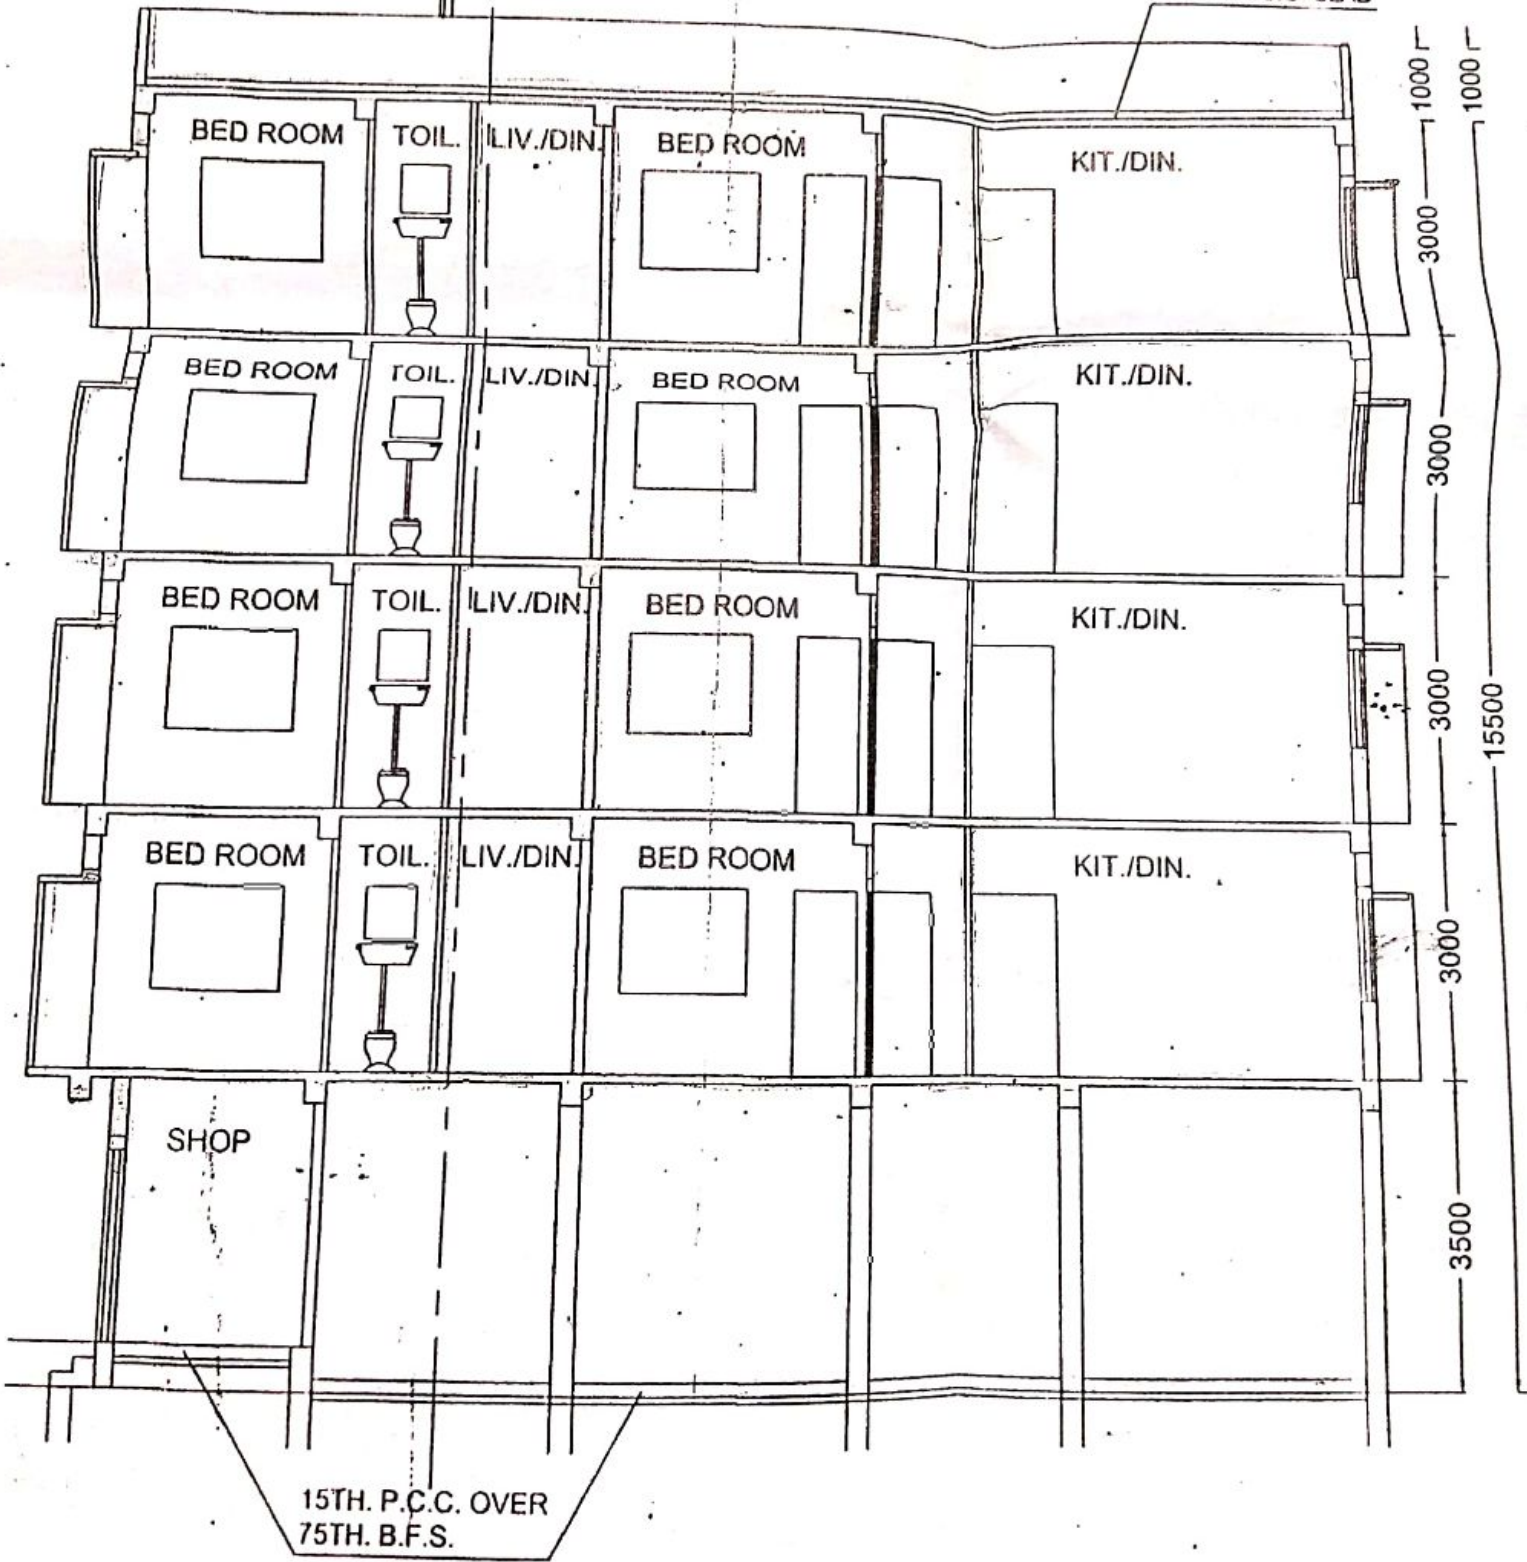 1000
1000
BED ROOM
TOIL.
LIV./DIN.
BED ROOM
KIT./DIN.
3000
BED ROOM
TOIL.
LIV./DIN.
BED ROOM
KIT./DIN.
3000
BED ROOM
TOIL.
LIV./DIN.
BED ROOM
KIT./DIN.
3000
15500
BED ROOM
TOIL.
LIV./DIN.
BED ROOM
KIT./DIN.
3000
SHOP
3500
15TH. P.C.C. OVER
75TH. B.F.S.